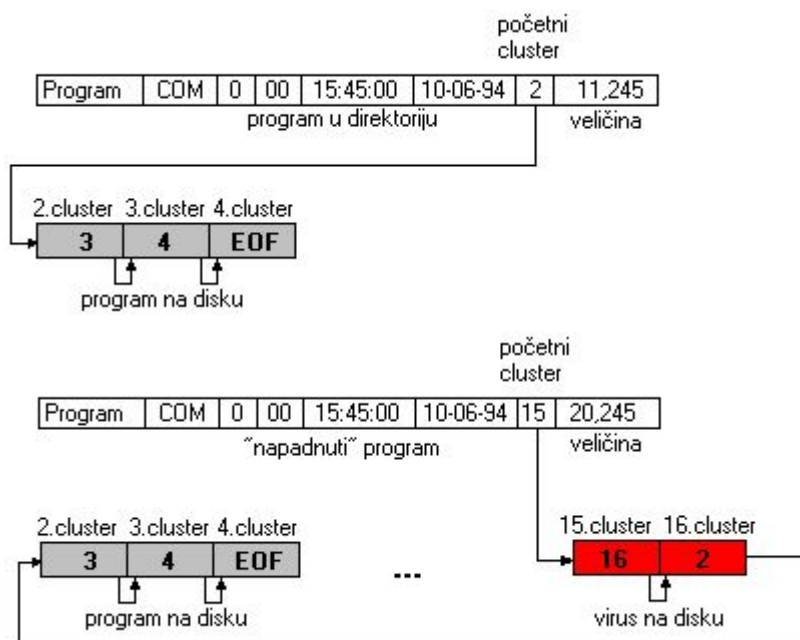 početni
cluster
Program COM 0 00 15:45:00 10-06-94 2 11,245
program u direktoriju veličina
2.cluster 3.cluster 4.cluster
3 4 EOF
program na disku
početni
cluster
Program COM 0 00 15:45:00 10-06-94 15 20,245
"napadnuti" program veličina
2.cluster 3.cluster 4.cluster 15.cluster 16.cluster
3 4 EOF ... 16 2
program na disku virus na disku